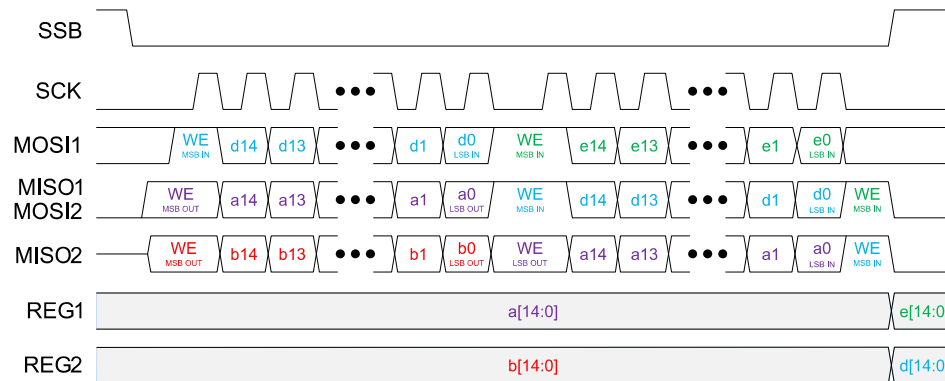 SSB
SCK
MOSI1 WE MSB IN d14 d13 ••• d1 d0 LSB IN WE MSB IN e14 e13 ••• e1 e0 LSB IN
MISO1 MOSI2 WE MSB OUT a14 a13 ••• a1 a0 LSB OUT WE MSB IN d14 d13 ••• d1 d0 LSB IN WE MSB IN
MISO2 WE MSB OUT b14 b13 ••• b1 b0 LSB OUT WE LSB OUT a14 a13 ••• a1 a0 LSB IN WE MSB IN
REG1 a[14:0] e[14:0
REG2 b[14:0] d[14:0